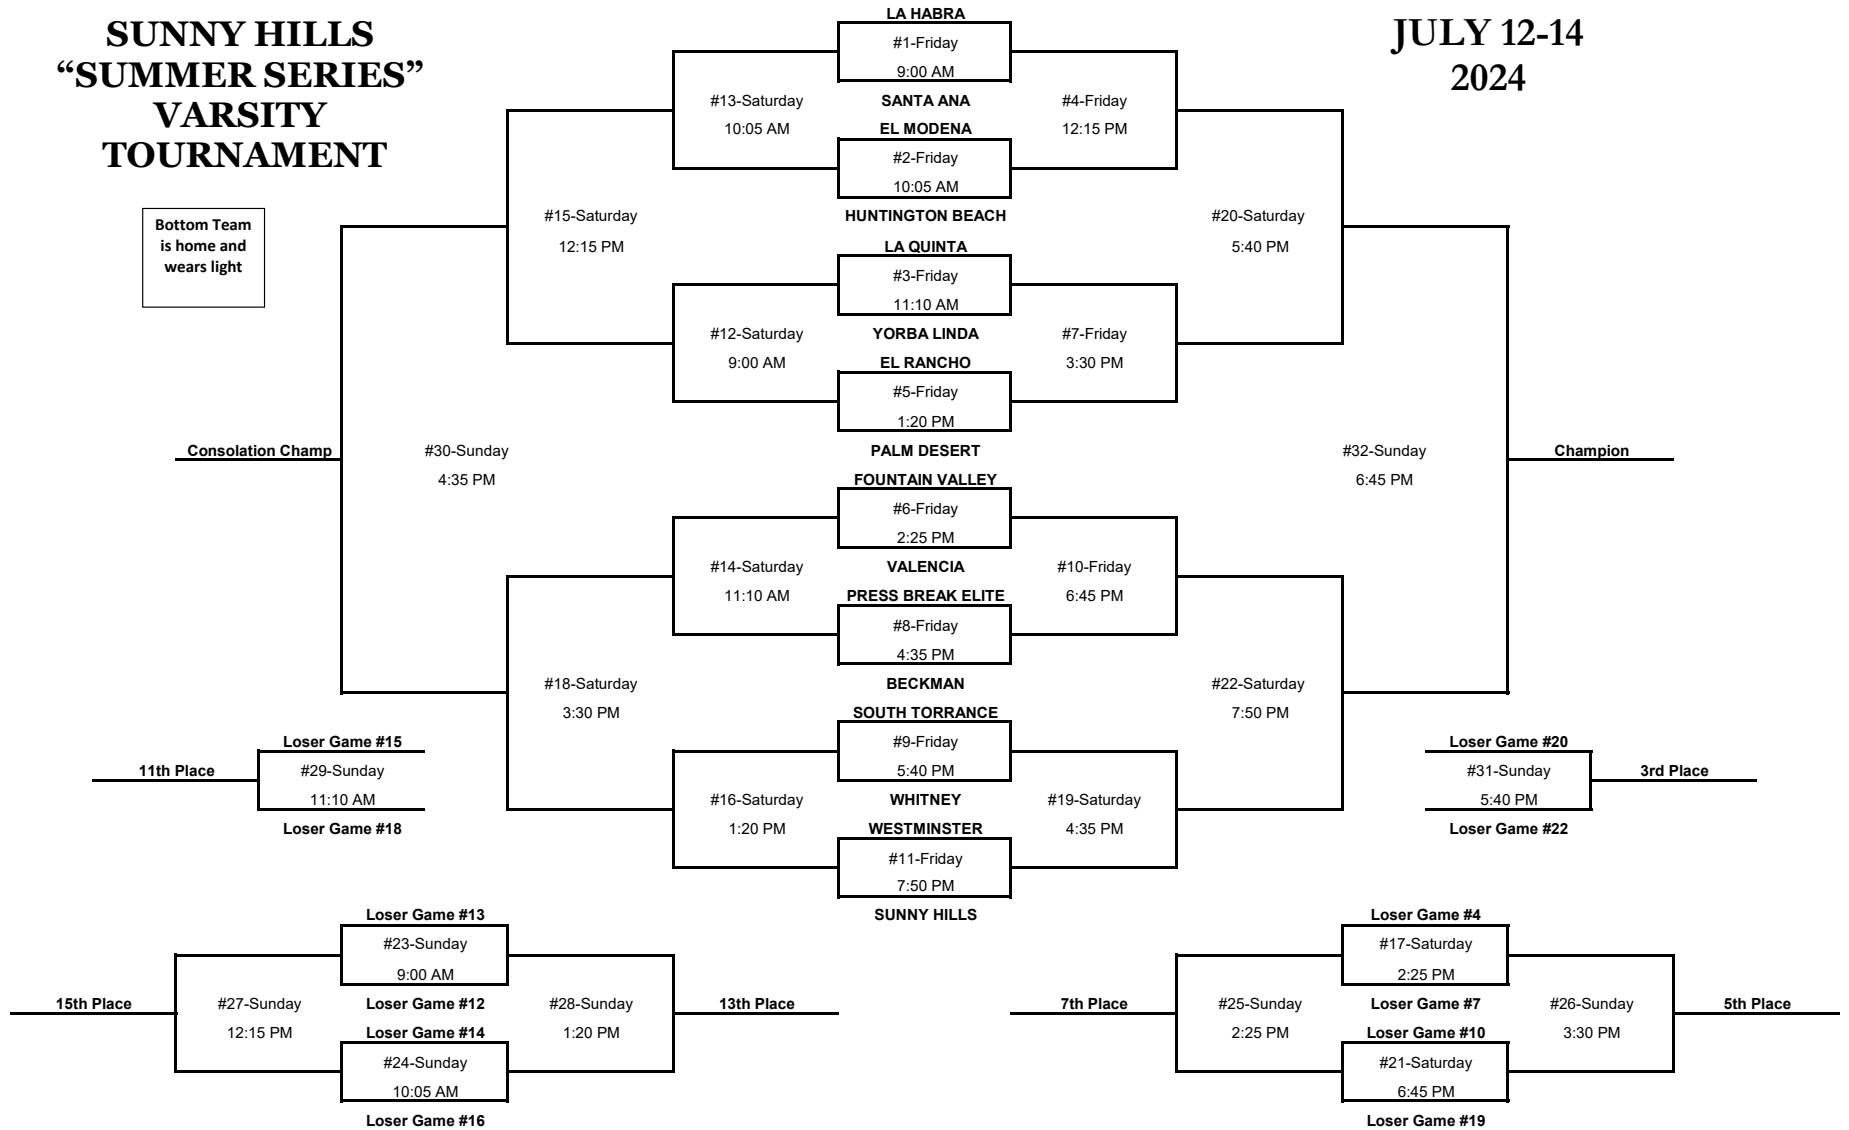 SUNNY HILLS
“SUMMER SERIES”
VARSITY
TOURNAMENT
JULY 12-14
2024
Bottom Team
is home and
wears light
LA HABRA
#1-Friday
9:00 AM
SANTA ANA
#13-Saturday
10:05 AM
#4-Friday
12:15 PM
EL MODENA
#2-Friday
10:05 AM
HUNTINGTON BEACH
#15-Saturday
12:15 PM
#20-Saturday
5:40 PM
LA QUINTA
#3-Friday
11:10 AM
YORBA LINDA
#12-Saturday
9:00 AM
#7-Friday
3:30 PM
EL RANCHO
#5-Friday
1:20 PM
PALM DESERT
Consolation Champ
#30-Sunday
4:35 PM
#32-Sunday
6:45 PM
Champion
FOUNTAIN VALLEY
#6-Friday
2:25 PM
VALENCIA
#14-Saturday
11:10 AM
#10-Friday
6:45 PM
PRESS BREAK ELITE
#8-Friday
4:35 PM
BECKMAN
#18-Saturday
3:30 PM
#22-Saturday
7:50 PM
SOUTH TORRANCE
#9-Friday
5:40 PM
WHITNEY
#16-Saturday
1:20 PM
#19-Saturday
4:35 PM
WESTMINSTER
#11-Friday
7:50 PM
SUNNY HILLS
Loser Game #15
11th Place
#29-Sunday
11:10 AM
Loser Game #18
Loser Game #20
#31-Sunday
5:40 PM
3rd Place
Loser Game #22
Loser Game #13
#23-Sunday
9:00 AM
Loser Game #12
15th Place
#27-Sunday
12:15 PM
#28-Sunday
1:20 PM
13th Place
Loser Game #14
#24-Sunday
10:05 AM
Loser Game #16
Loser Game #4
#17-Saturday
2:25 PM
Loser Game #7
7th Place
#25-Sunday
2:25 PM
#26-Sunday
3:30 PM
5th Place
Loser Game #10
#21-Saturday
6:45 PM
Loser Game #19